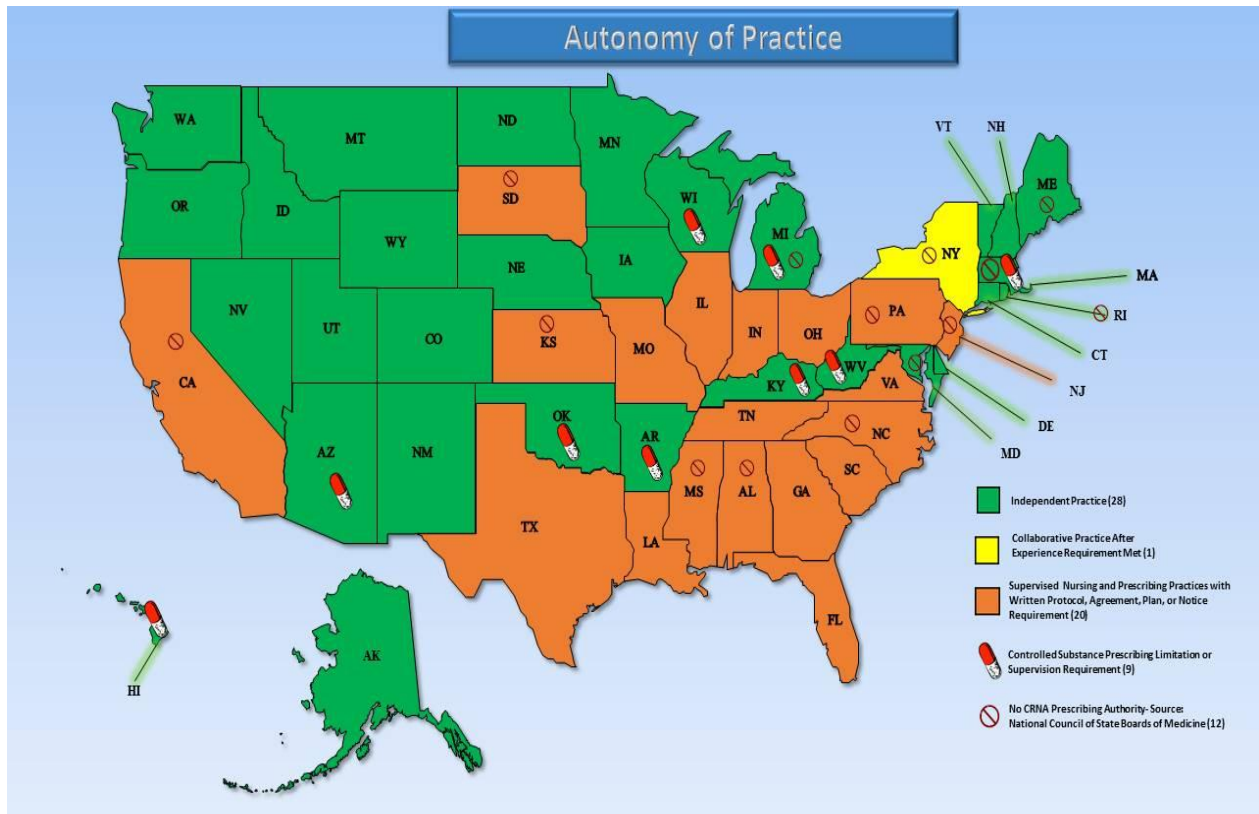 Autonomy of Practice
VT NH
WA MT ND MN ME
OR ID SD WI MI NY
WY MA
NE IA RI
NV UT CO IL IN OH PA
CA KS MO WV CT
KY VA NJ
AZ NM OK AR TN NC DE
SC MD
MS AL GA
TX LA
FL
AK
HI
Independent Practice (28)
Collaborative Practice After
Experience Requirement Met (1)
Supervised Nursing and Prescribing Practices with
Written Protocol, Agreement, Plan, or Notice
Requirement (20)
Controlled Substance Prescribing Limitation or
Supervision Requirement (9)
No CRNA Prescribing Authority- Source:
National Council of State Boards of Medicine (12)